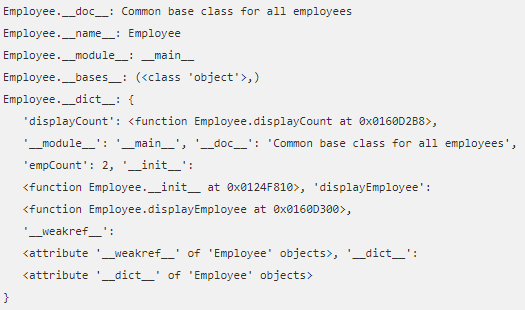 Employee.__doc__: Common base class for all employees
Employee.__name__: Employee
Employee.__module__: __main__
Employee.__bases__: (<class 'object'>,)
Employee.__dict__: {
'displayCount': <function Employee.displayCount at 0x0160D2B8>,
'__module__': '__main__', '__doc__': 'Common base class for all employees',
'empCount': 2, '__init__':
<function Employee.__init__ at 0x0124F810>, 'displayEmployee':
<function Employee.displayEmployee at 0x0160D300>,
'__weakref__':
<attribute '__weakref__' of 'Employee' objects>, '__dict__':
<attribute '__dict__' of 'Employee' objects>
}